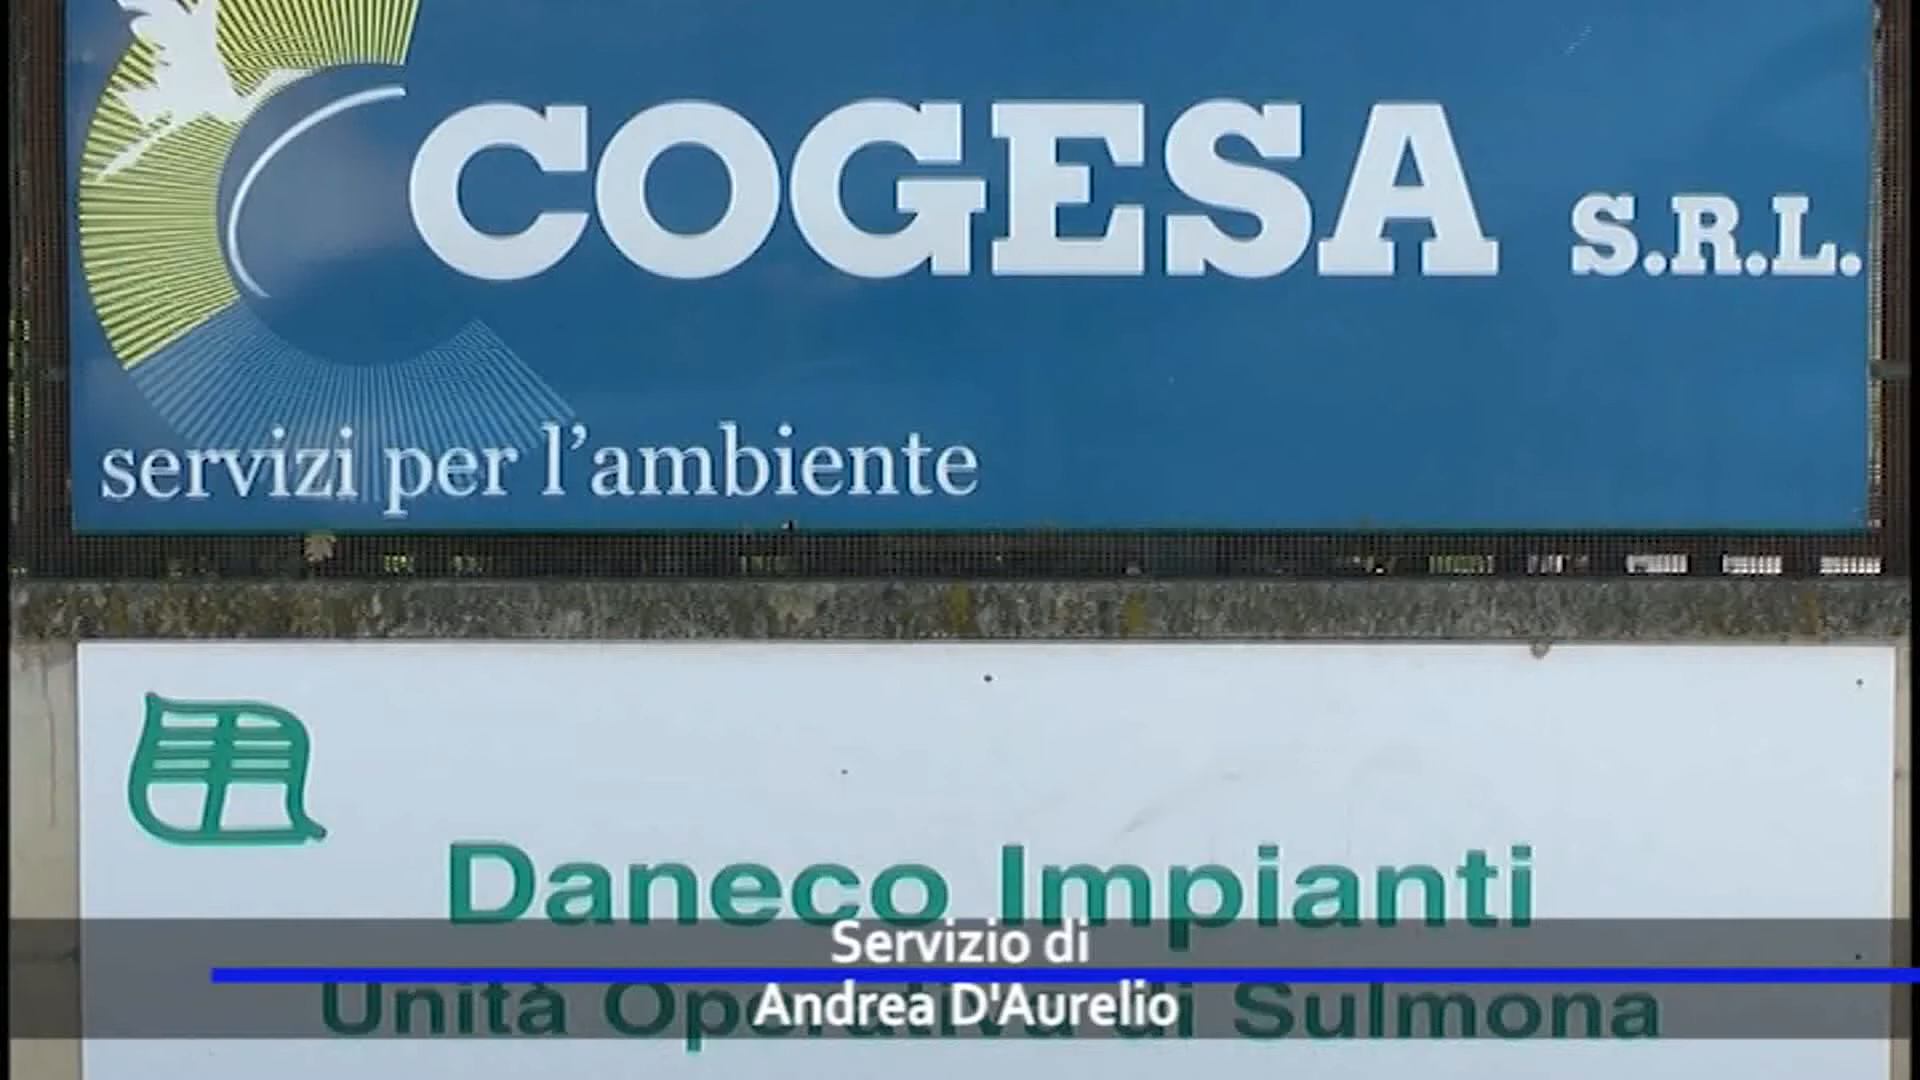 COGESA S.R.L.
servizi per l'ambiente
Daneco Impianti
Servizio di
Unità Operativa di Sulmona
Andrea D'Aurelio